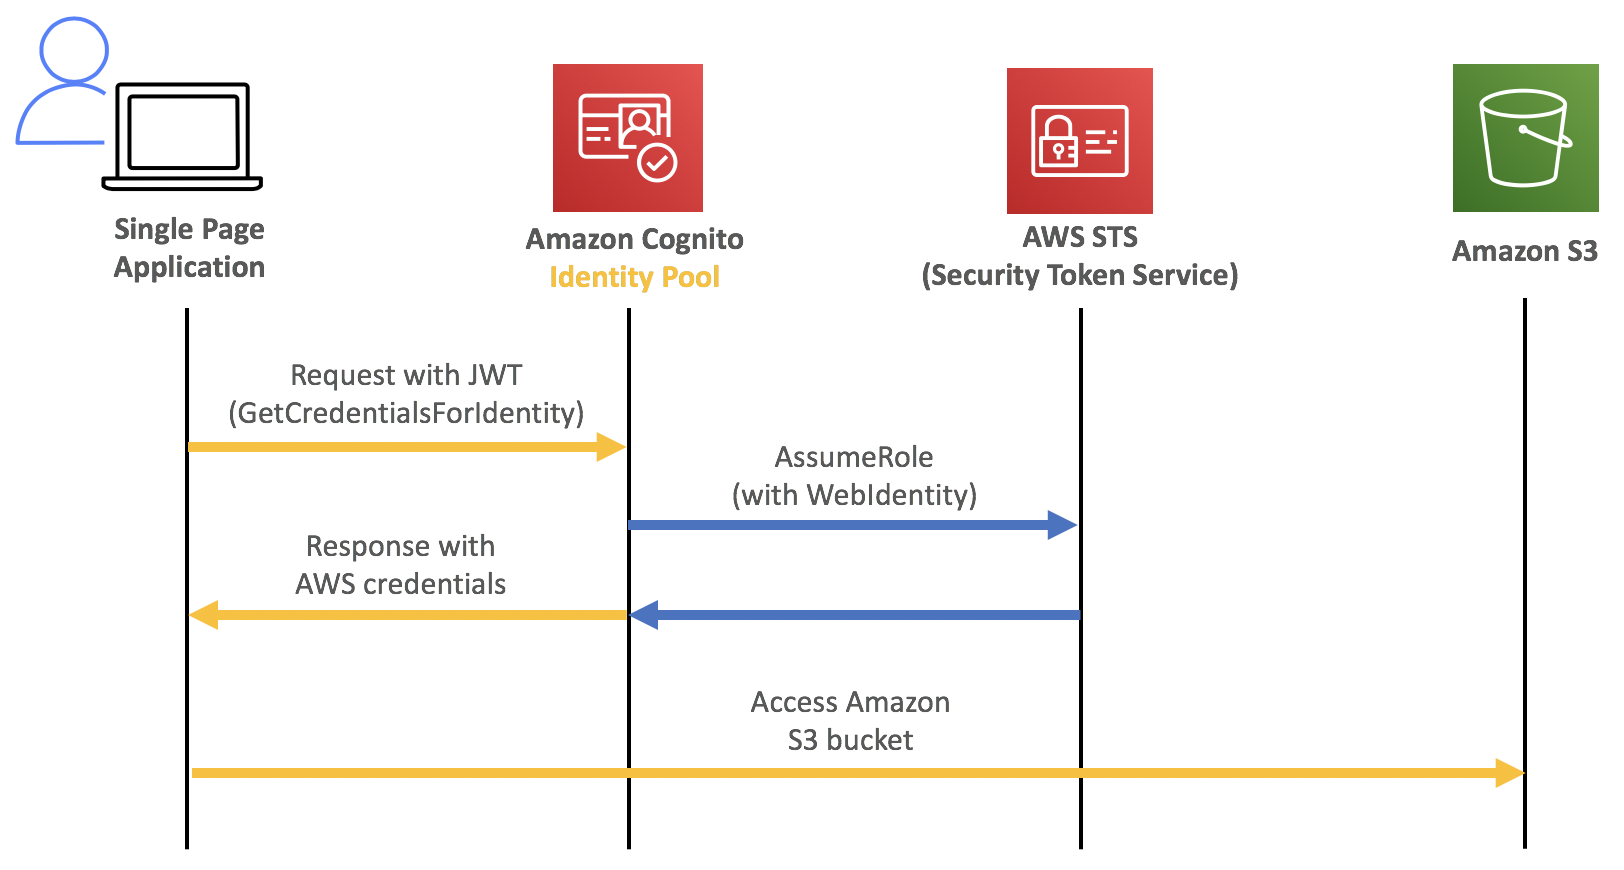 Single Page
Application
Amazon Cognito
Identity Pool
AWS STS
(Security Token Service)
Amazon S3
Request with JWT
(GetCredentialsForIdentity)
AssumeRole
(with WebIdentity)
Response with
AWS credentials
Access Amazon
S3 bucket